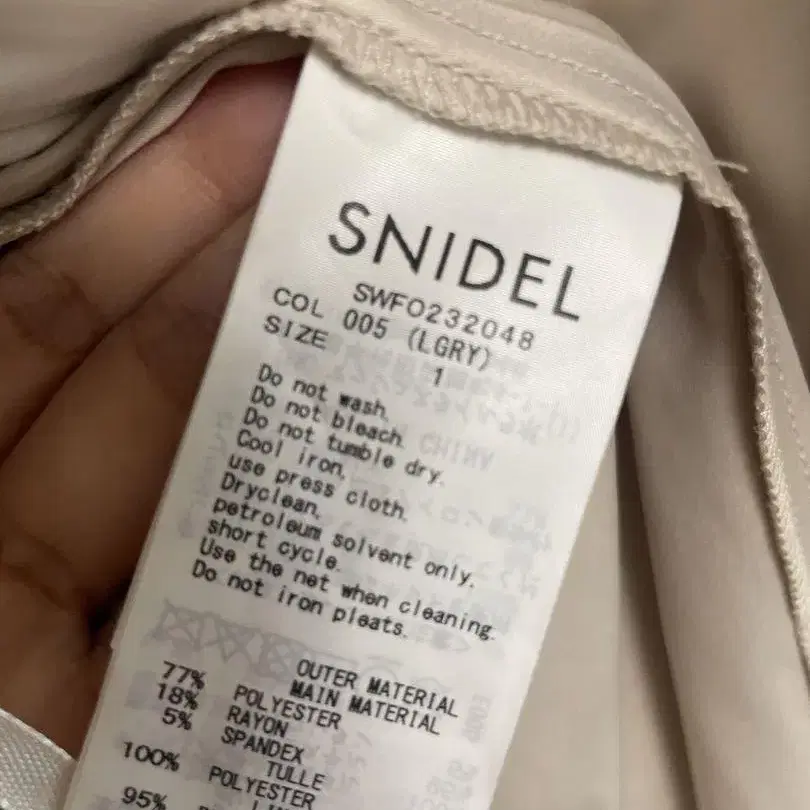 SNIDEL
SWFO232048
COL 005 (LGRY)
SIZE 1
Do not wash.
Do not bleach.
Do not tumble dry.
Cool iron,
use press cloth.
Dryclean,
petroleum solvent only.
short cycle.
Use the net when cleaning.
Do not iron pleats.
OUTER MATERIAL
MAIN MATERIAL
77% POLYESTER
18% RAYON
5% SPANDEX
TULLE
100% POLYESTER
95%